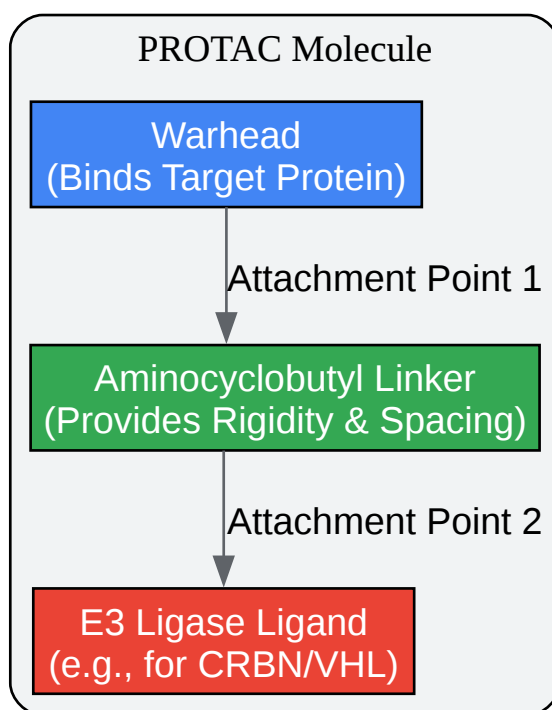 PROTAC Molecule
Warhead
(Binds Target Protein)
Attachment Point 1
Aminocyclobutyl Linker
(Provides Rigidity & Spacing)
Attachment Point 2
E3 Ligase Ligand
(e.g., for CRBN/VHL)